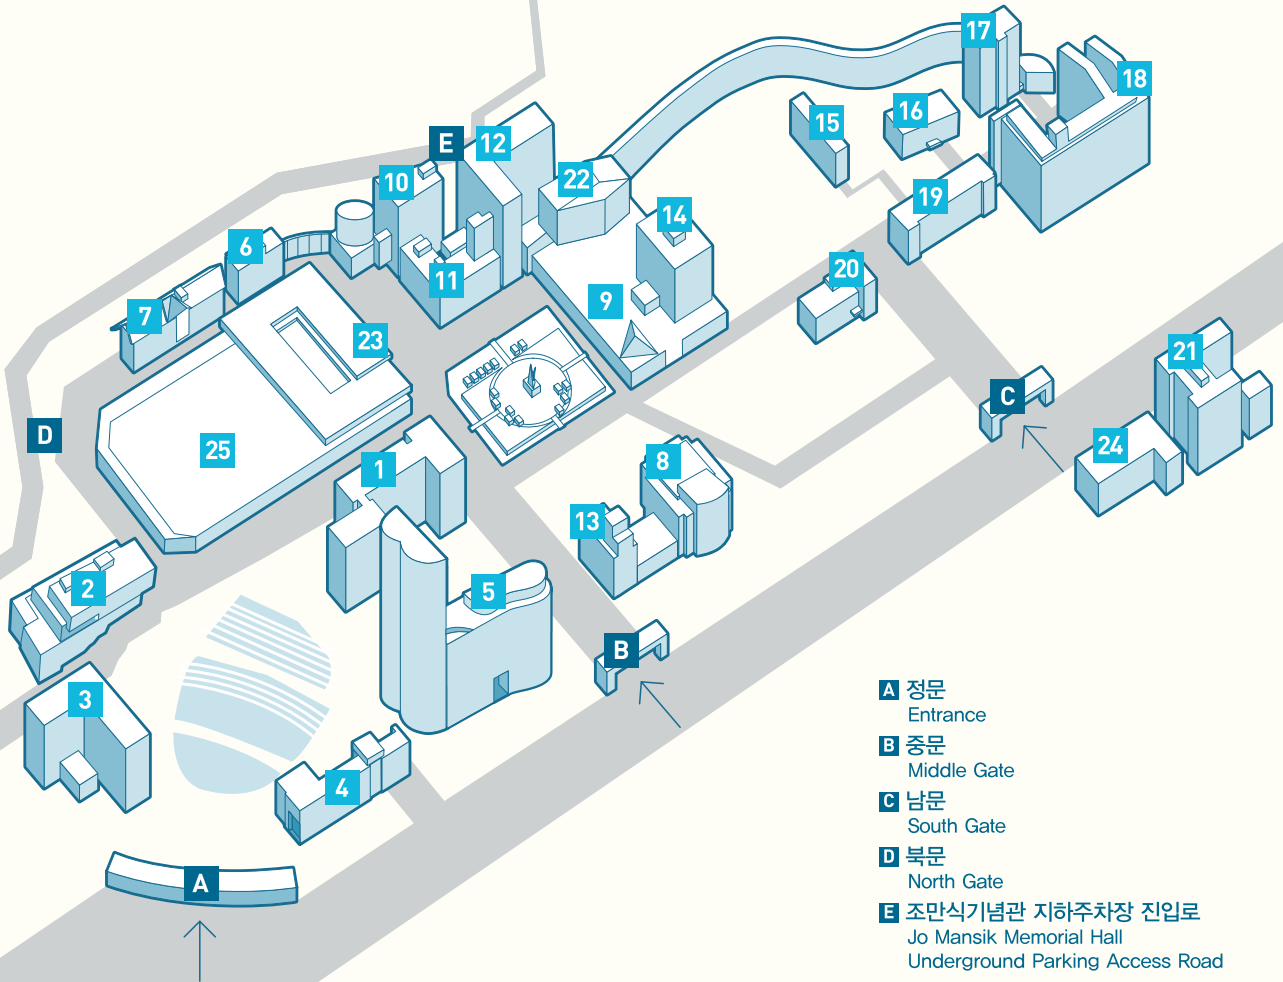 17
18
16
15
E
12
10
22
19
14
6
20
11
9
7
23
21
C
D
25
24
1
8
13
2
5
B
3
4
A
A 정문
Entrance
B 중문
Middle Gate
C 남문
South Gate
D 북문
North Gate
E 조만식기념관 지하주차장 진입로
Jo Mansik Memorial Hall
Underground Parking Access Road